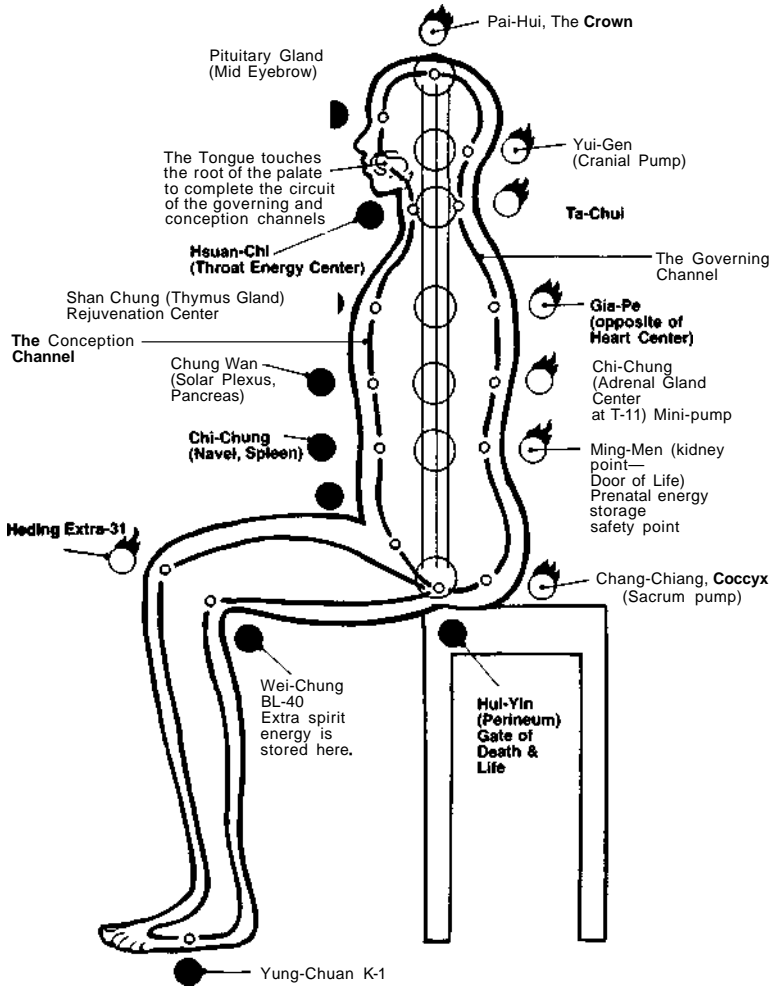 Pai-Hui, The Crown
Pituitary Gland
(Mid Eyebrow)
Yui-Gen
(Cranial Pump)
The Tongue touches
the root of the palate
to complete the circuit
of the governing and
conception channels
Ta-Chui
Hsuan-Chi
(Throat Energy Center)
The Governing
Channel
Shan Chung (Thymus Gland)
Rejuvenation Center
Gia-Pe
(opposite of
Heart Center)
The Conception
Channel
Chung Wan
(Solar Plexus,
Pancreas)
Chi-Chung
(Adrenal Gland
Center
at T-11) Mini-pump
Chi-Chung
(Navel, Spleen)
Ming-Men (kidney
point—
Door of Life)
Prenatal energy
storage
safety point
Heding Extra-31
Chang-Chiang, Coccyx
(Sacrum pump)
Wei-Chung
BL-40
Extra spirit
energy is
stored here.
Hui-Yin
(Perineum)
Gate of
Death &
Life
Yung-Chuan K-1